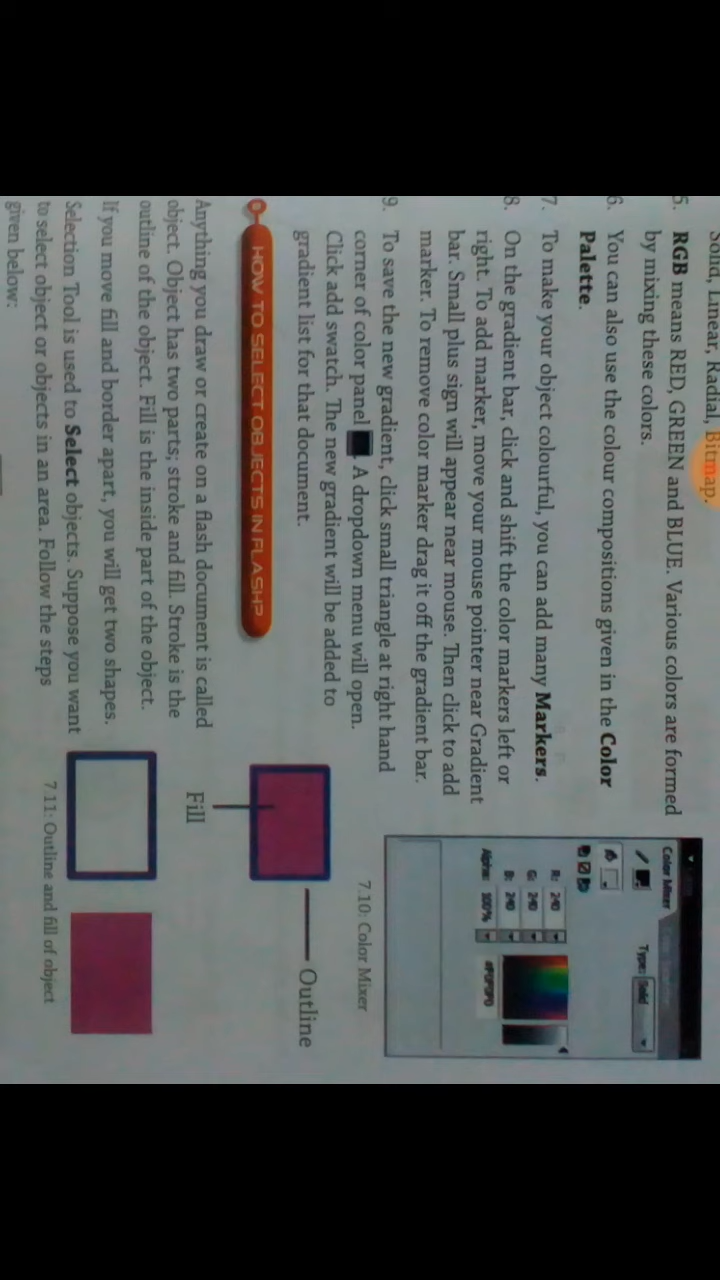 Solid, Linear, Radial, Bitmap.
5. RGB means RED, GREEN and BLUE. Various colors are formed
by mixing these colors.
6. You can also use the colour compositions given in the Color
Palette.
7. To make your object colourful, you can add many Markers.
8. On the gradient bar, click and shift the color markers left or
right. To add marker, move your mouse pointer near Gradient
bar. Small plus sign will appear near mouse. Then click to add
marker. To remove color marker drag it off the gradient bar.
9. To save the new gradient, click small triangle at right hand
corner of color panel . A dropdown menu will open.
Click add swatch. The new gradient will be added to
gradient list for that document.
Color Mixer
Type: Solid
R: 240
G: 240
B: 240
Alpha: 100%
#F0F0F0
7.10: Color Mixer
HOW TO SELECT OBJECTS IN FLASH?
Anything you draw or create on a flash document is called
object. Object has two parts; stroke and fill. Stroke is the
outline of the object. Fill is the inside part of the object.
If you move fill and border apart, you will get two shapes.
Selection Tool is used to Select objects. Suppose you want
to select object or objects in an area. Follow the steps
given below:
Outline
Fill
7.11: Outline and fill of object